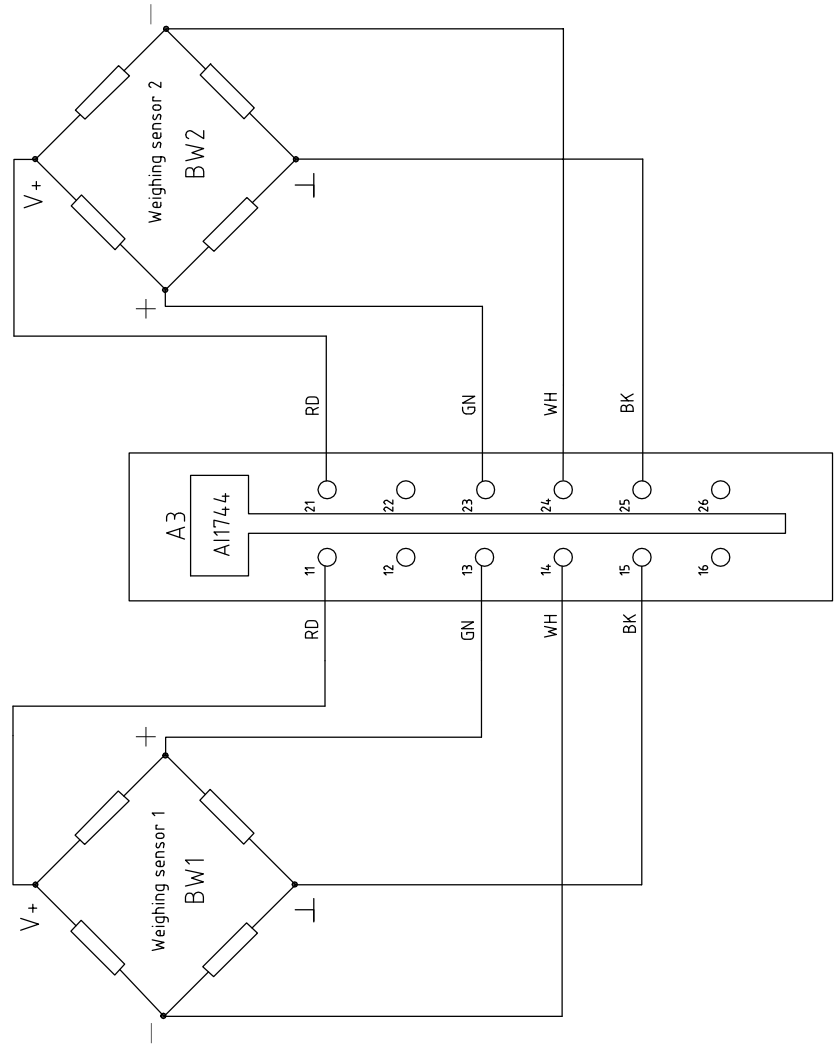 Weighing sensor 1
BW1
V+
+
—
⊥
RD
GN
WH
BK
A3
AI1744
11
12
13
14
15
16
21
22
23
24
25
26
RD
GN
WH
BK
Weighing sensor 2
BW2
V+
+
—
⊥